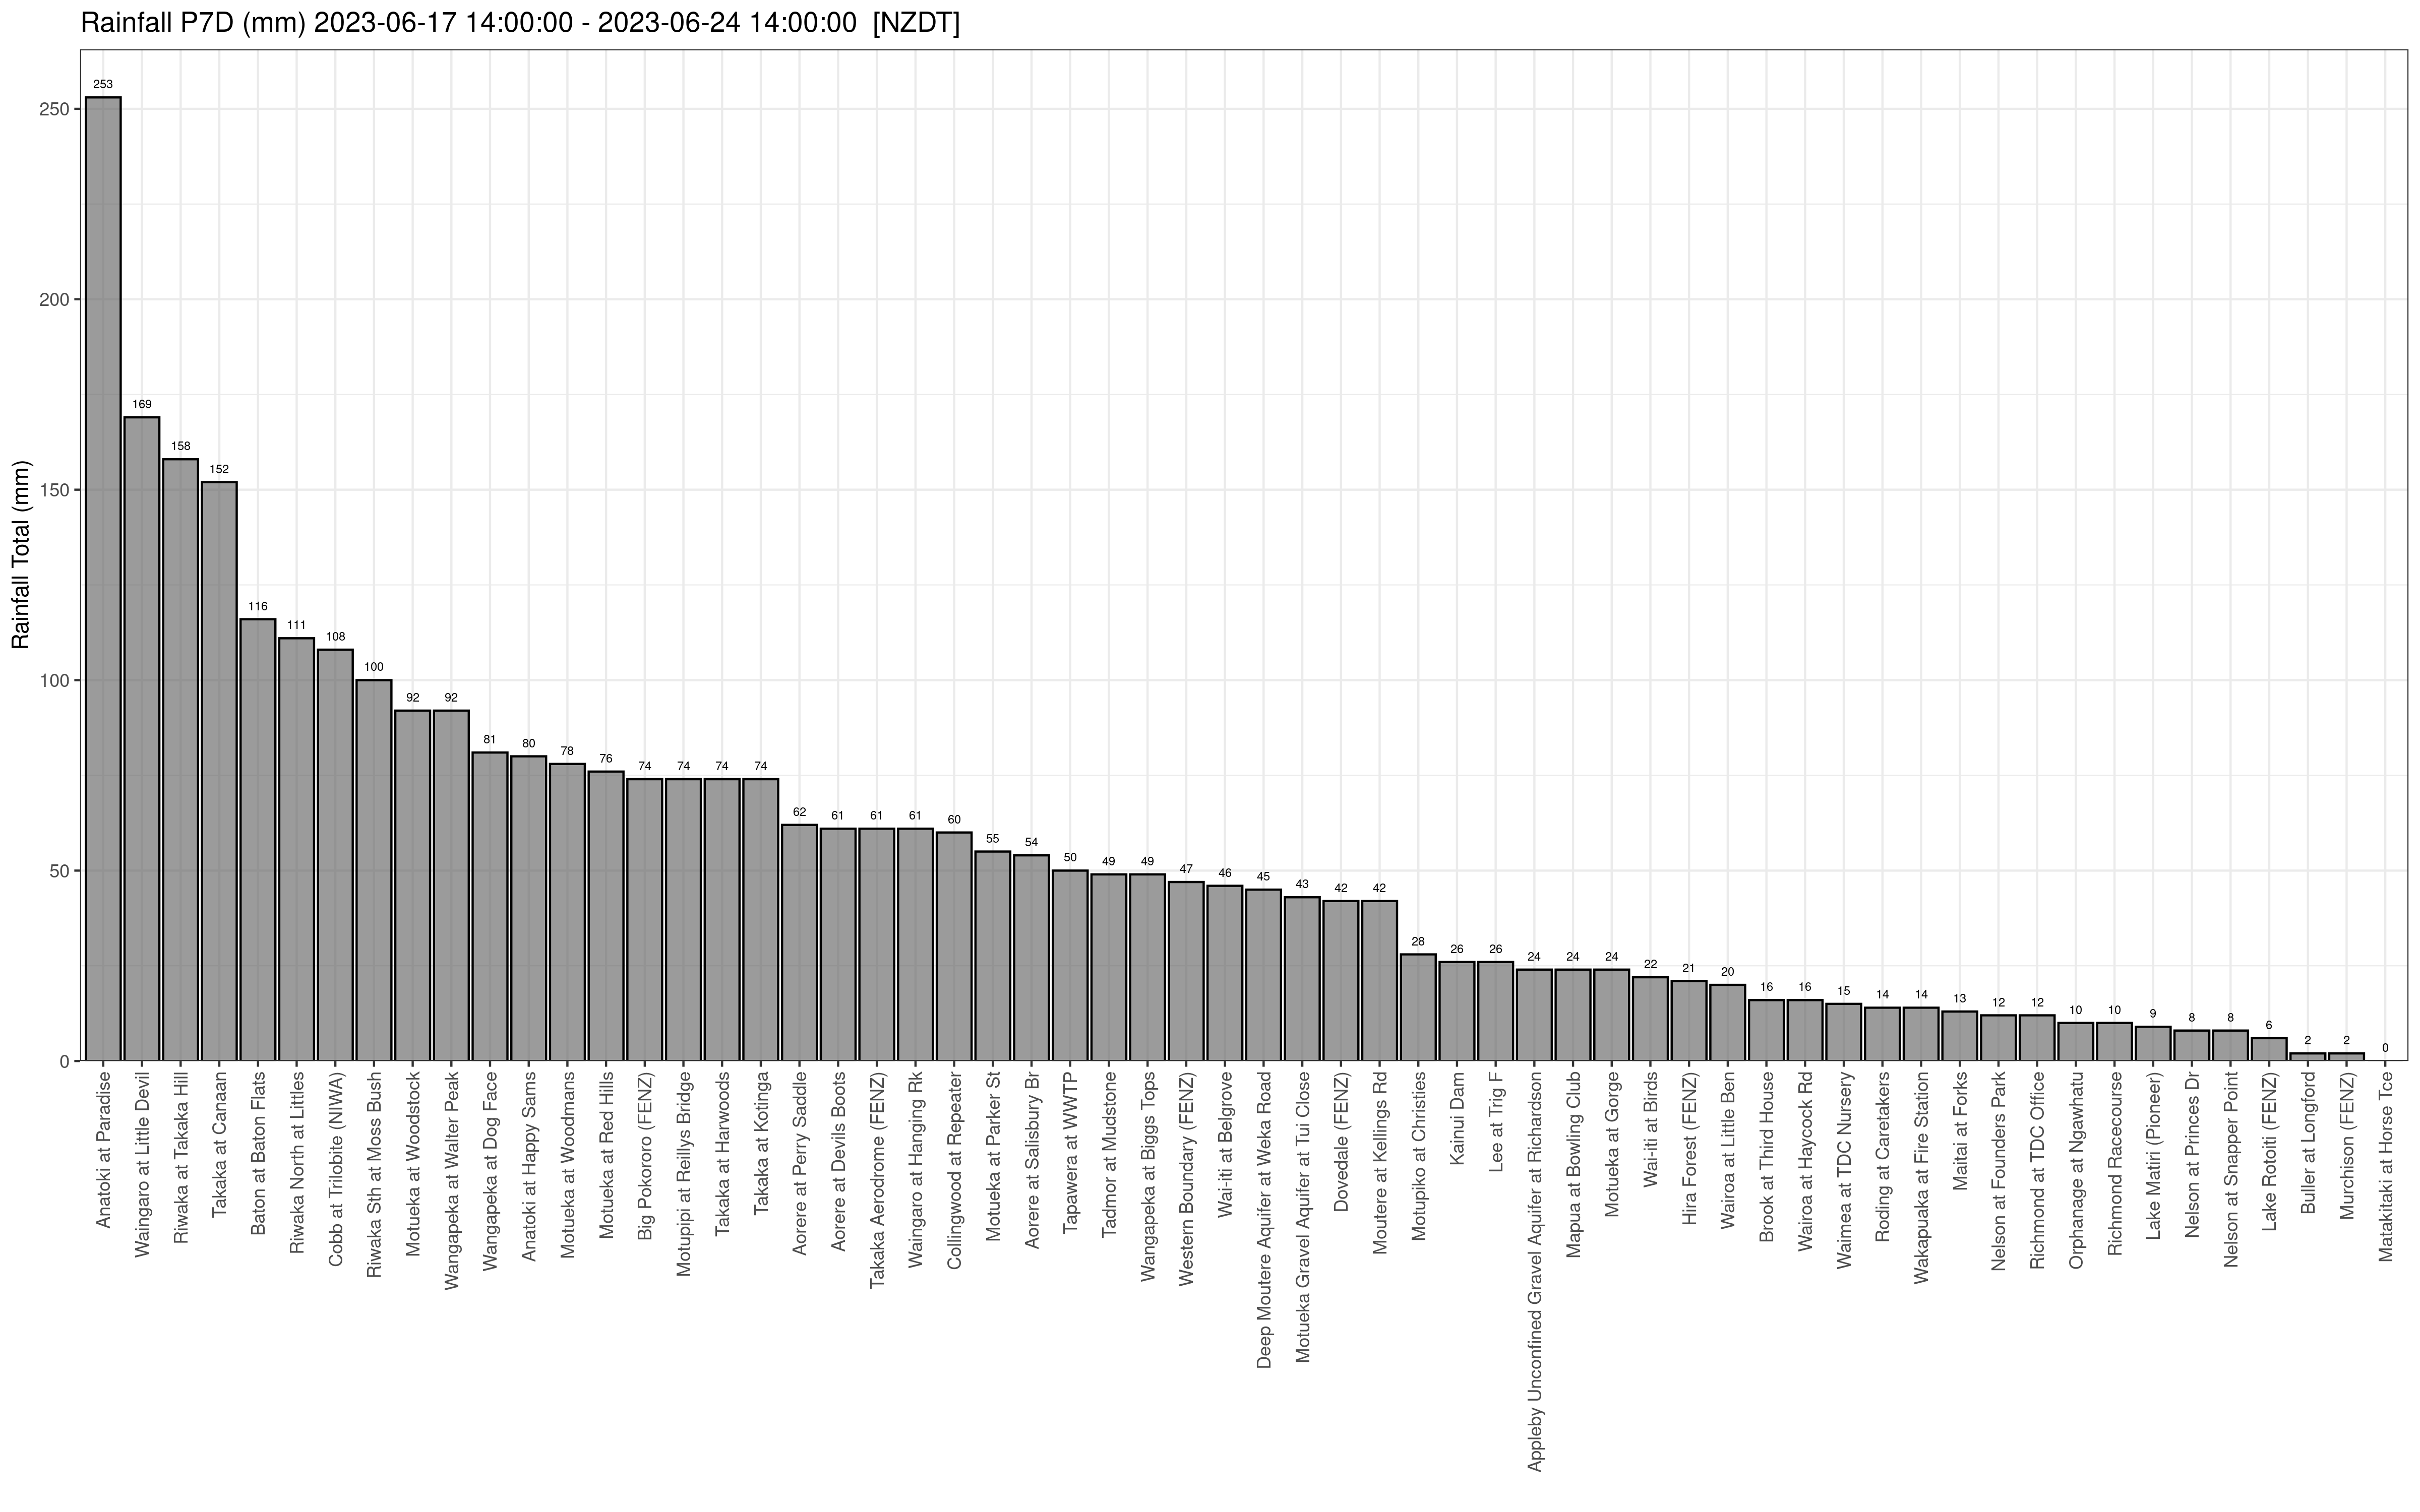 Rainfall P7D (mm) 2023-06-17 14:00:00 - 2023-06-24 14:00:00 [NZDT]
Rainfall Total (mm)
250
200
150
100
50
0
253
169
158
152
116
111
108
100
92
92
81
80
78
76
74
74
74
74
62
61
61
61
60
55
54
50
49
49
47
46
45
43
42
42
28
26
26
24
24
24
22
21
20
16
16
15
14
14
13
12
12
10
10
9
8
8
6
2
2
0
Anatoki at Paradise
Waingaro at Little Devil
Riwaka at Takaka Hill
Takaka at Canaan
Baton at Baton Flats
Riwaka North at Littles
Cobb at Trilobite (NIWA)
Riwaka Sth at Moss Bush
Motueka at Woodstock
Wangapeka at Walter Peak
Wangapeka at Dog Face
Anatoki at Happy Sams
Motueka at Woodmans
Motueka at Red Hills
Big Pokororo (FENZ)
Motupipi at Reillys Bridge
Takaka at Harwoods
Takaka at Kotinga
Aorere at Perry Saddle
Aorere at Devils Boots
Takaka Aerodrome (FENZ)
Waingaro at Hanging Rk
Collingwood at Repeater
Motueka at Parker St
Aorere at Salisbury Br
Tapawera at WWTP
Tadmor at Mudstone
Wangapeka at Biggs Tops
Western Boundary (FENZ)
Wai-iti at Belgrove
Deep Moutere Aquifer at Weka Road
Motueka Gravel Aquifer at Tui Close
Dovedale (FENZ)
Moutere at Kellings Rd
Motupiko at Christies
Kainui Dam
Lee at Trig F
Appleby Unconfined Gravel Aquifer at Richardson
Mapua at Bowling Club
Motueka at Gorge
Wai-iti at Birds
Hira Forest (FENZ)
Wairoa at Little Ben
Brook at Third House
Wairoa at Haycock Rd
Waimea at TDC Nursery
Roding at Caretakers
Wakapuaka at Fire Station
Maitai at Forks
Nelson at Founders Park
Richmond at TDC Office
Orphanage at Ngawhatu
Richmond Racecourse
Lake Matiri (Pioneer)
Nelson at Princes Dr
Nelson at Snapper Point
Lake Rotoiti (FENZ)
Buller at Longford
Murchison (FENZ)
Matakitaki at Horse Tce